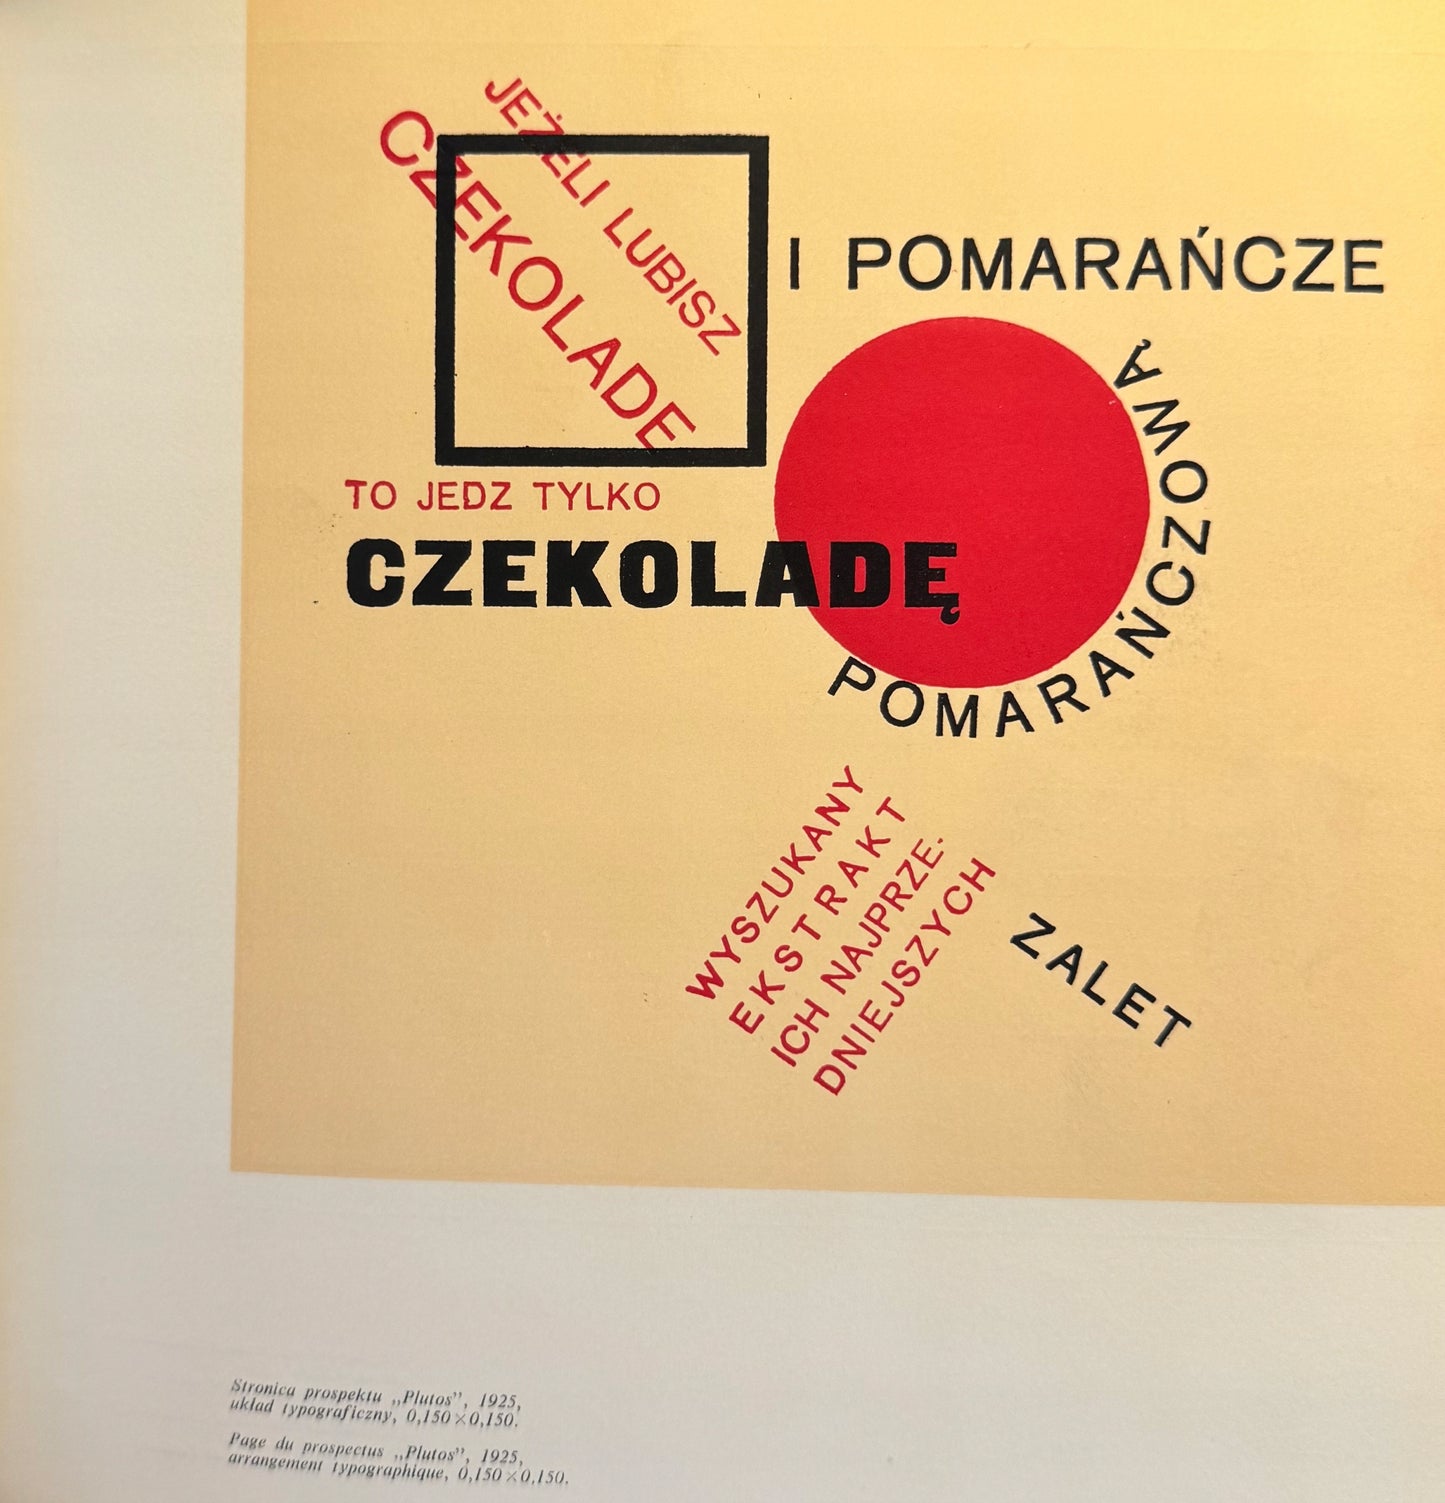 JEŻELI LUBISZ
CZEKOLADE
I POMARAŃCZE
TO JEDZ TYLKO
CZEKOLADĘ
POMARAŃCZOWĄ
WYSZUKANY
EKSTRAKT
ICH NAJPRZE-
DNIEJSZYCH
ZALET
Stronica prospektu „Plutos”, 1925,
układ typograficzny, 0,150×0,150.
Page du prospectus „Plutos”, 1925,
arrangement typographique, 0,150×0,150.